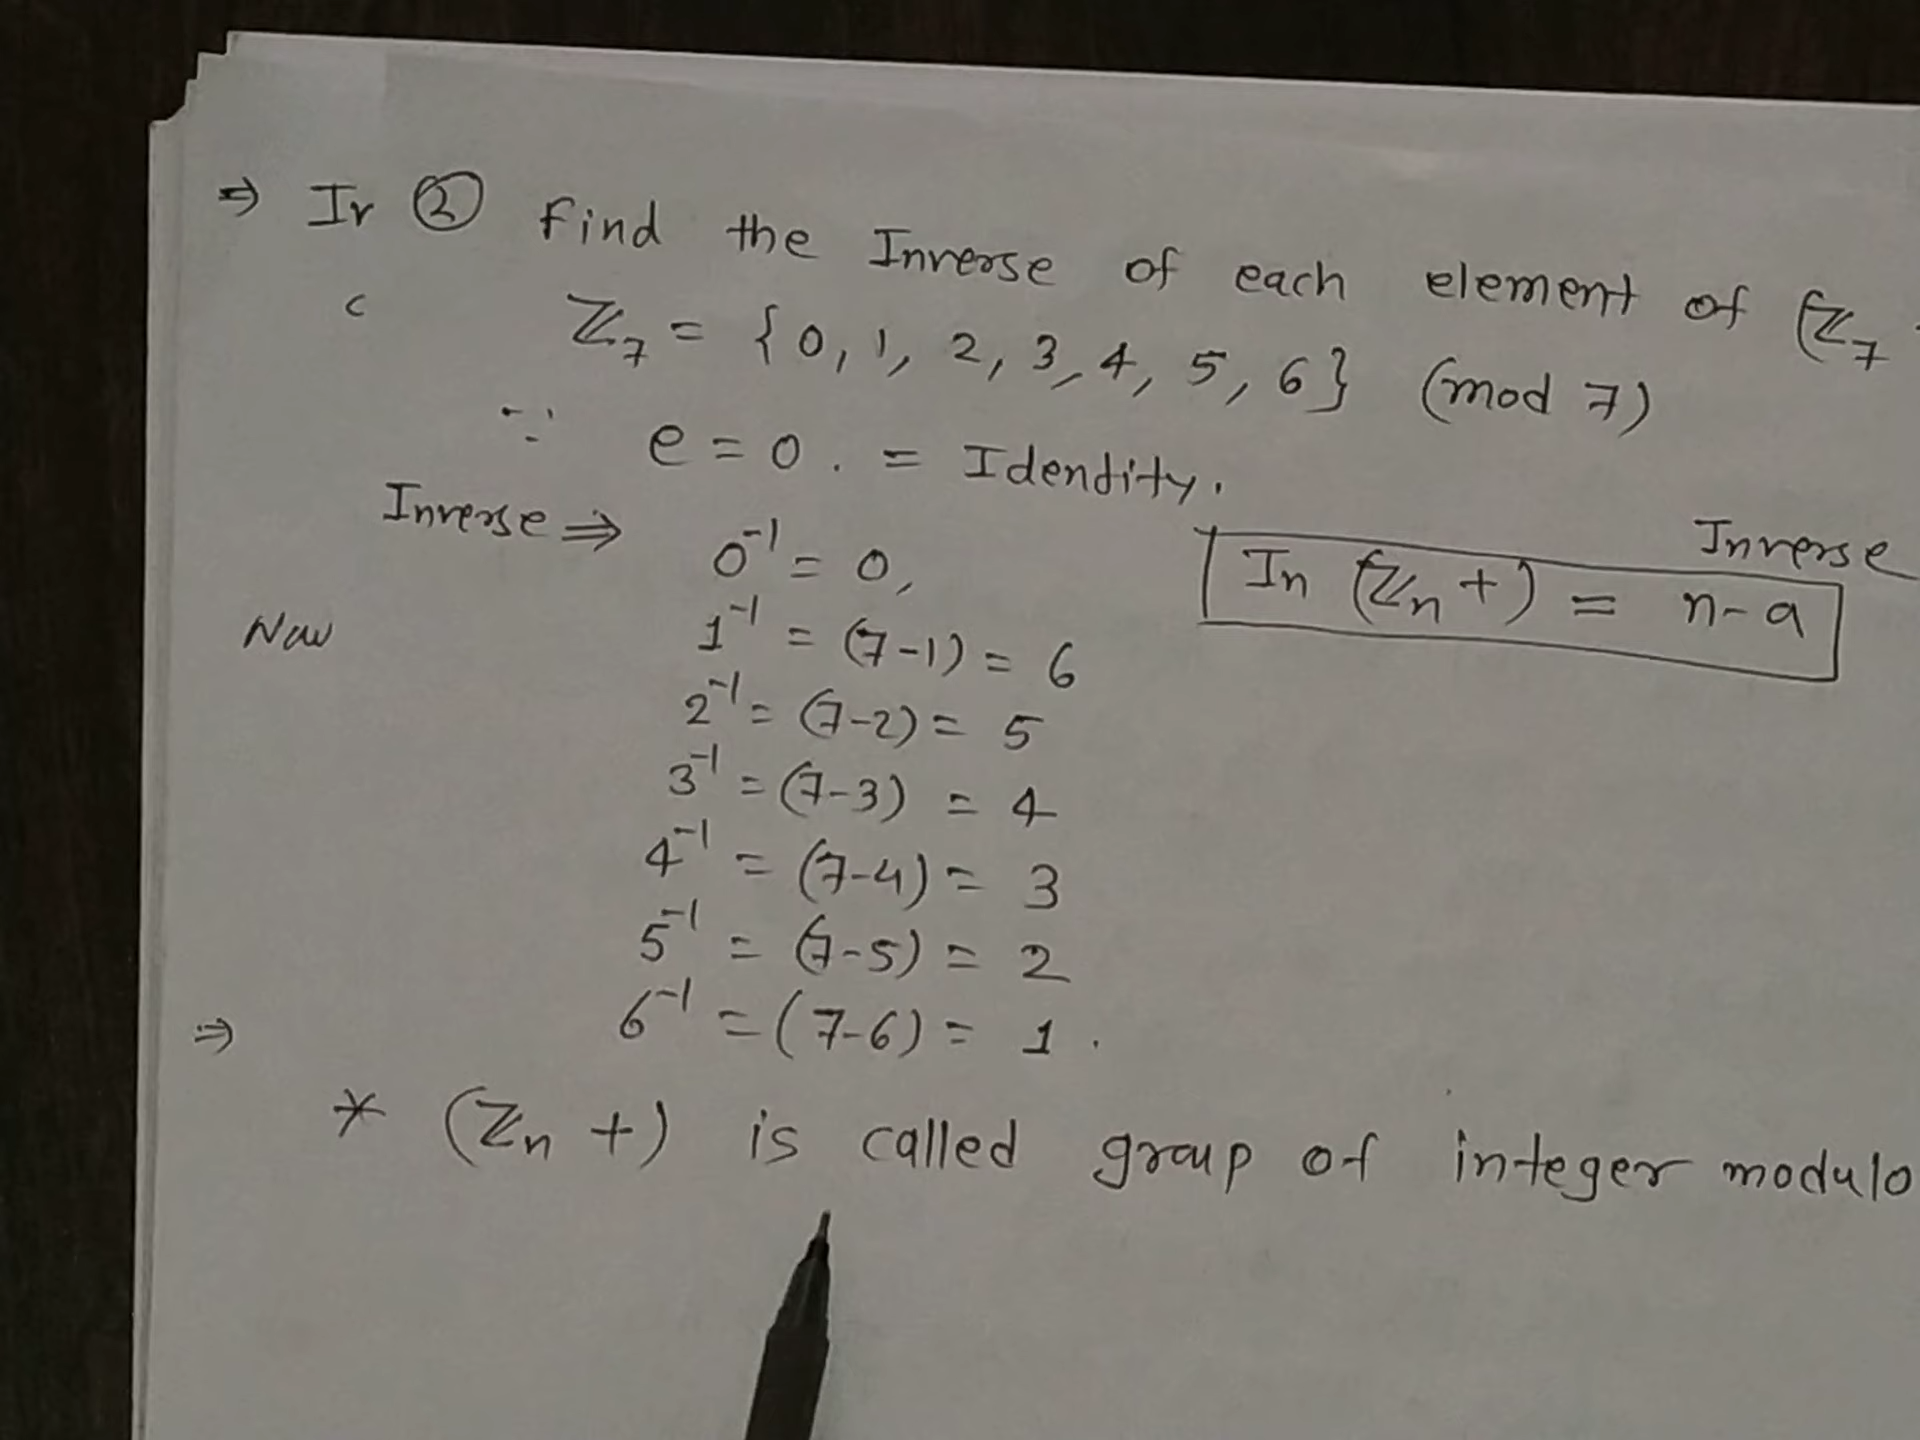 ⇒ In ② Find the Inverse of each element of (ℤ₇
ℤ₇ = {0, 1, 2, 3, 4, 5, 6} (mod 7)
∵ e = 0. = Identity.
Inverse ⇒ 0⁻¹ = 0,
Inverse
In (ℤn +) = n-a
Now 1⁻¹ = (7-1) = 6
2⁻¹ = (7-2) = 5
3⁻¹ = (7-3) = 4
4⁻¹ = (7-4) = 3
5⁻¹ = (7-5) = 2
⇒ 6⁻¹ = (7-6) = 1.
* (ℤn +) is called group of integer modulo